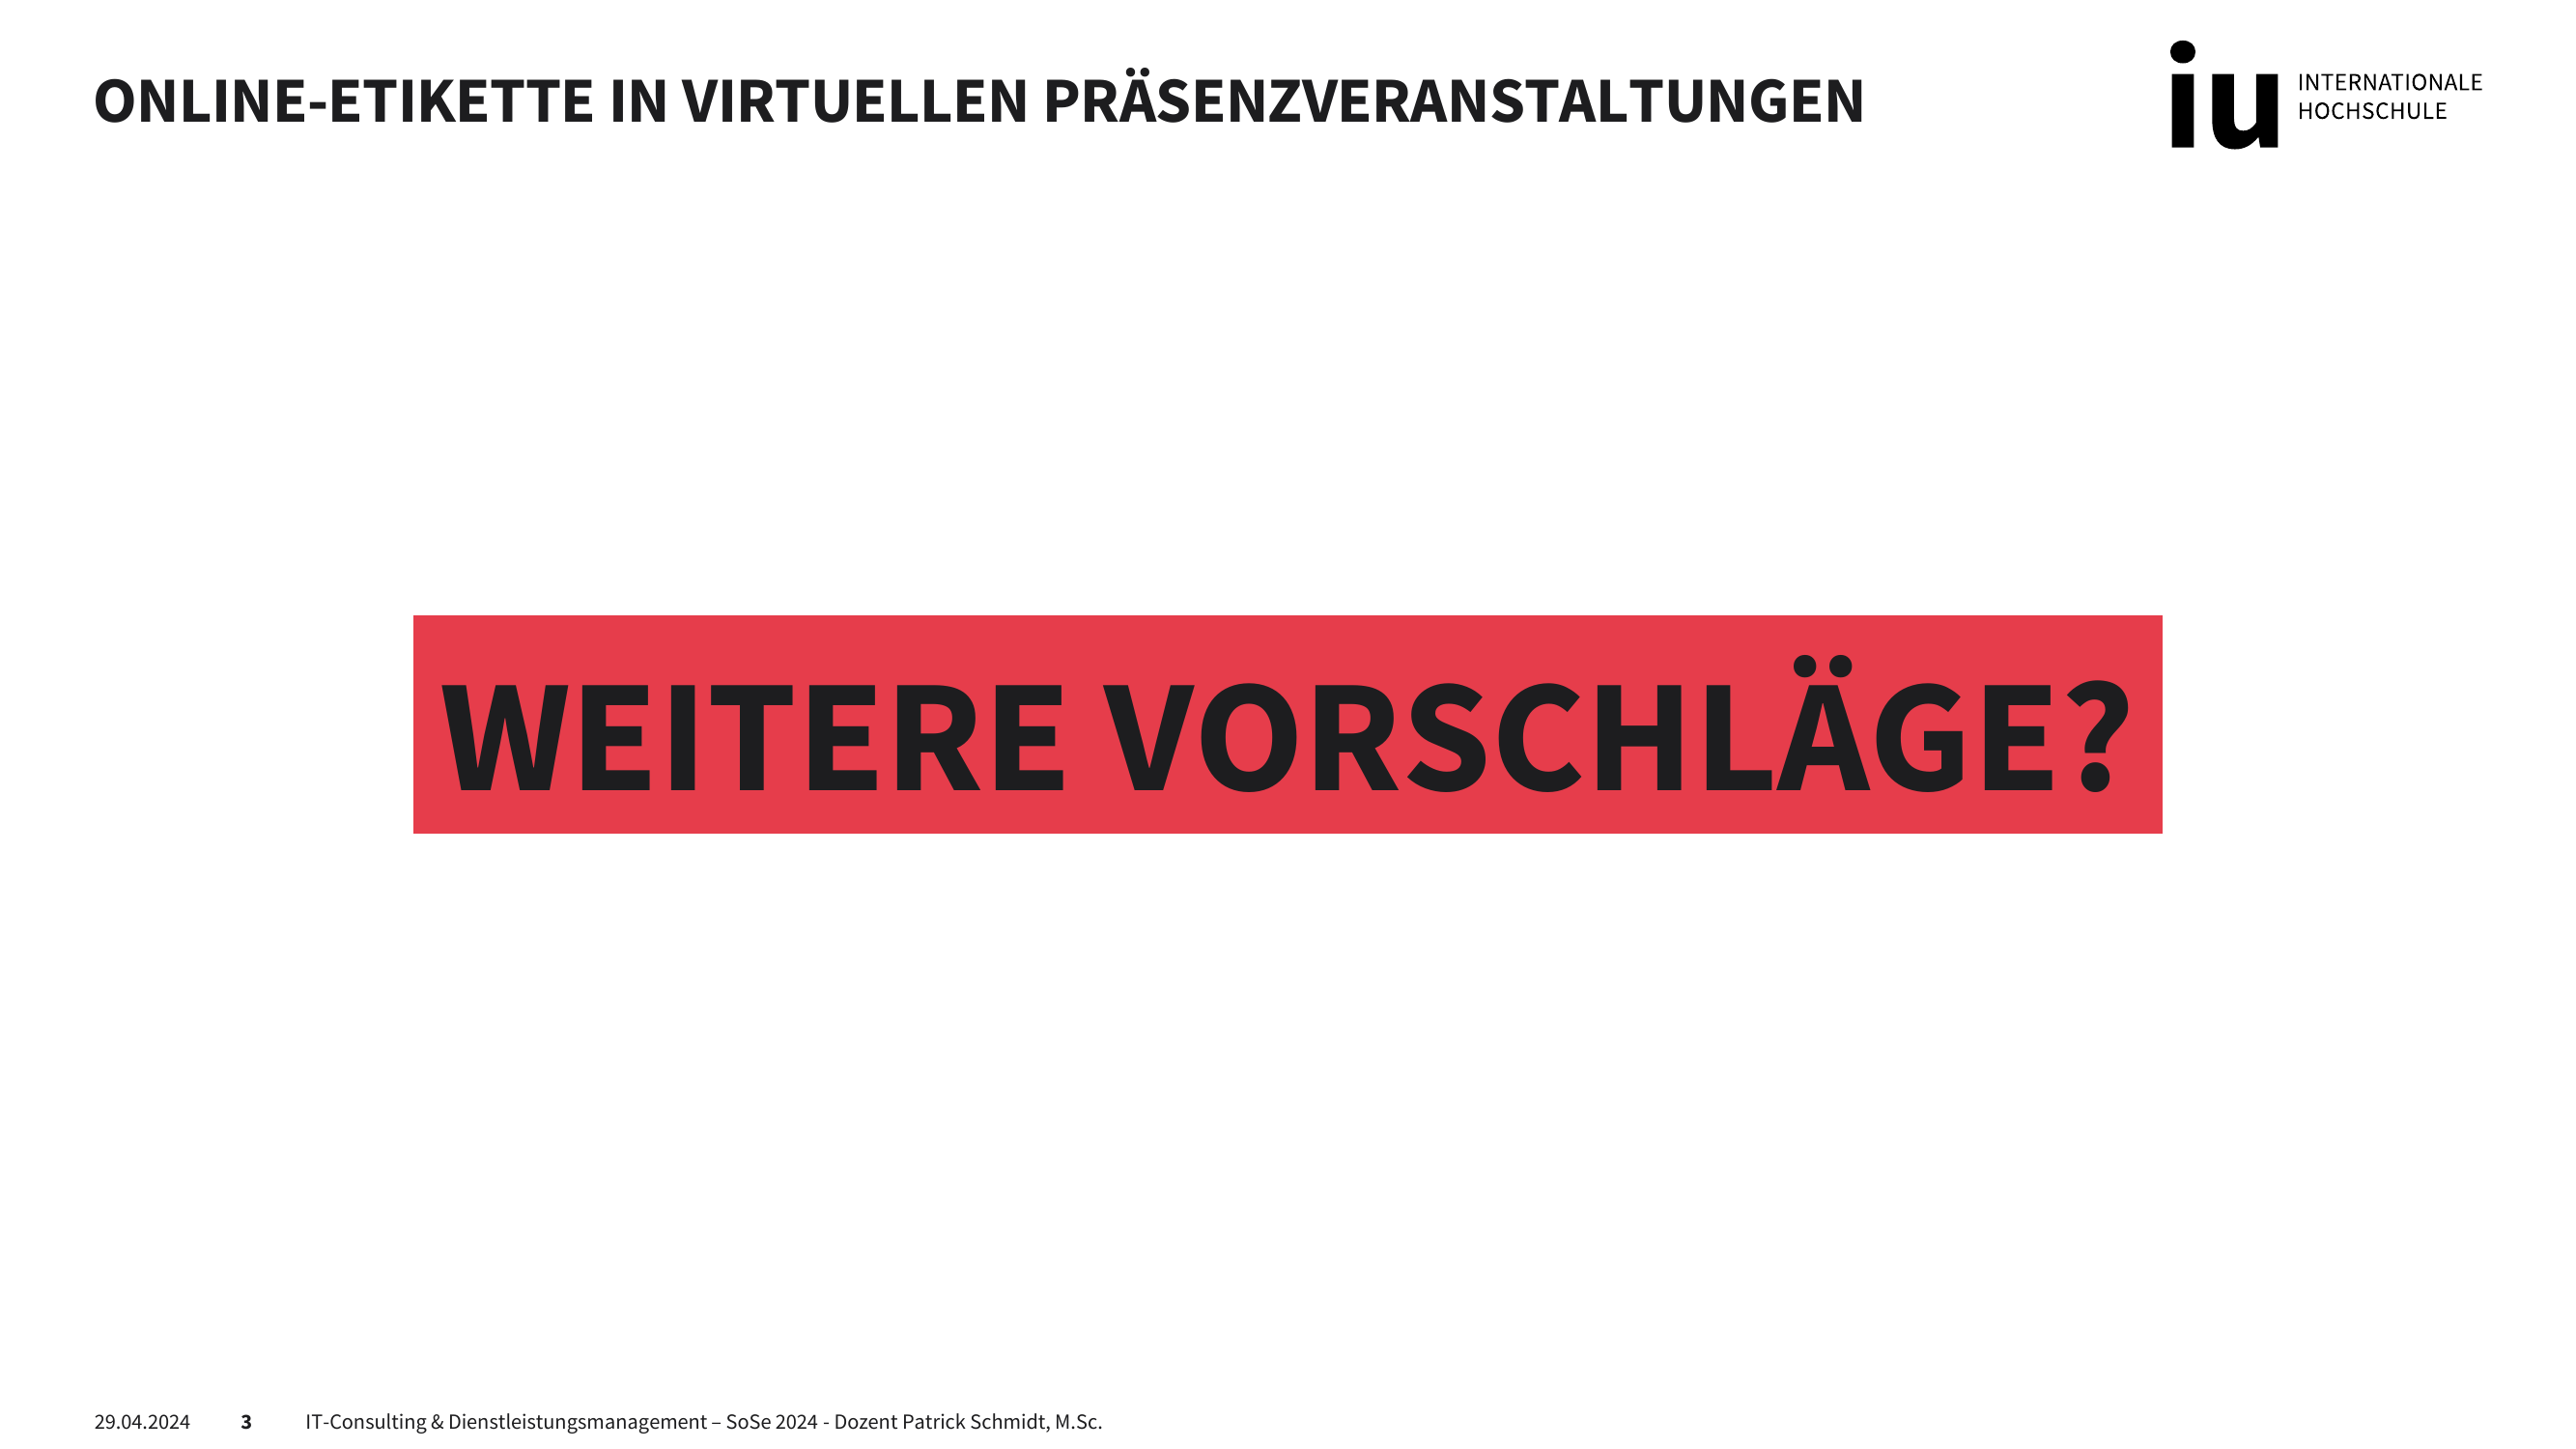 ONLINE-ETIKETTE IN VIRTUELLEN PRÄSENZVERANSTALTUNGEN
iu INTERNATIONALE
HOCHSCHULE
WEITERE VORSCHLÄGE?
29.04.2024 3 IT-Consulting & Dienstleistungsmanagement – SoSe 2024 - Dozent Patrick Schmidt, M.Sc.